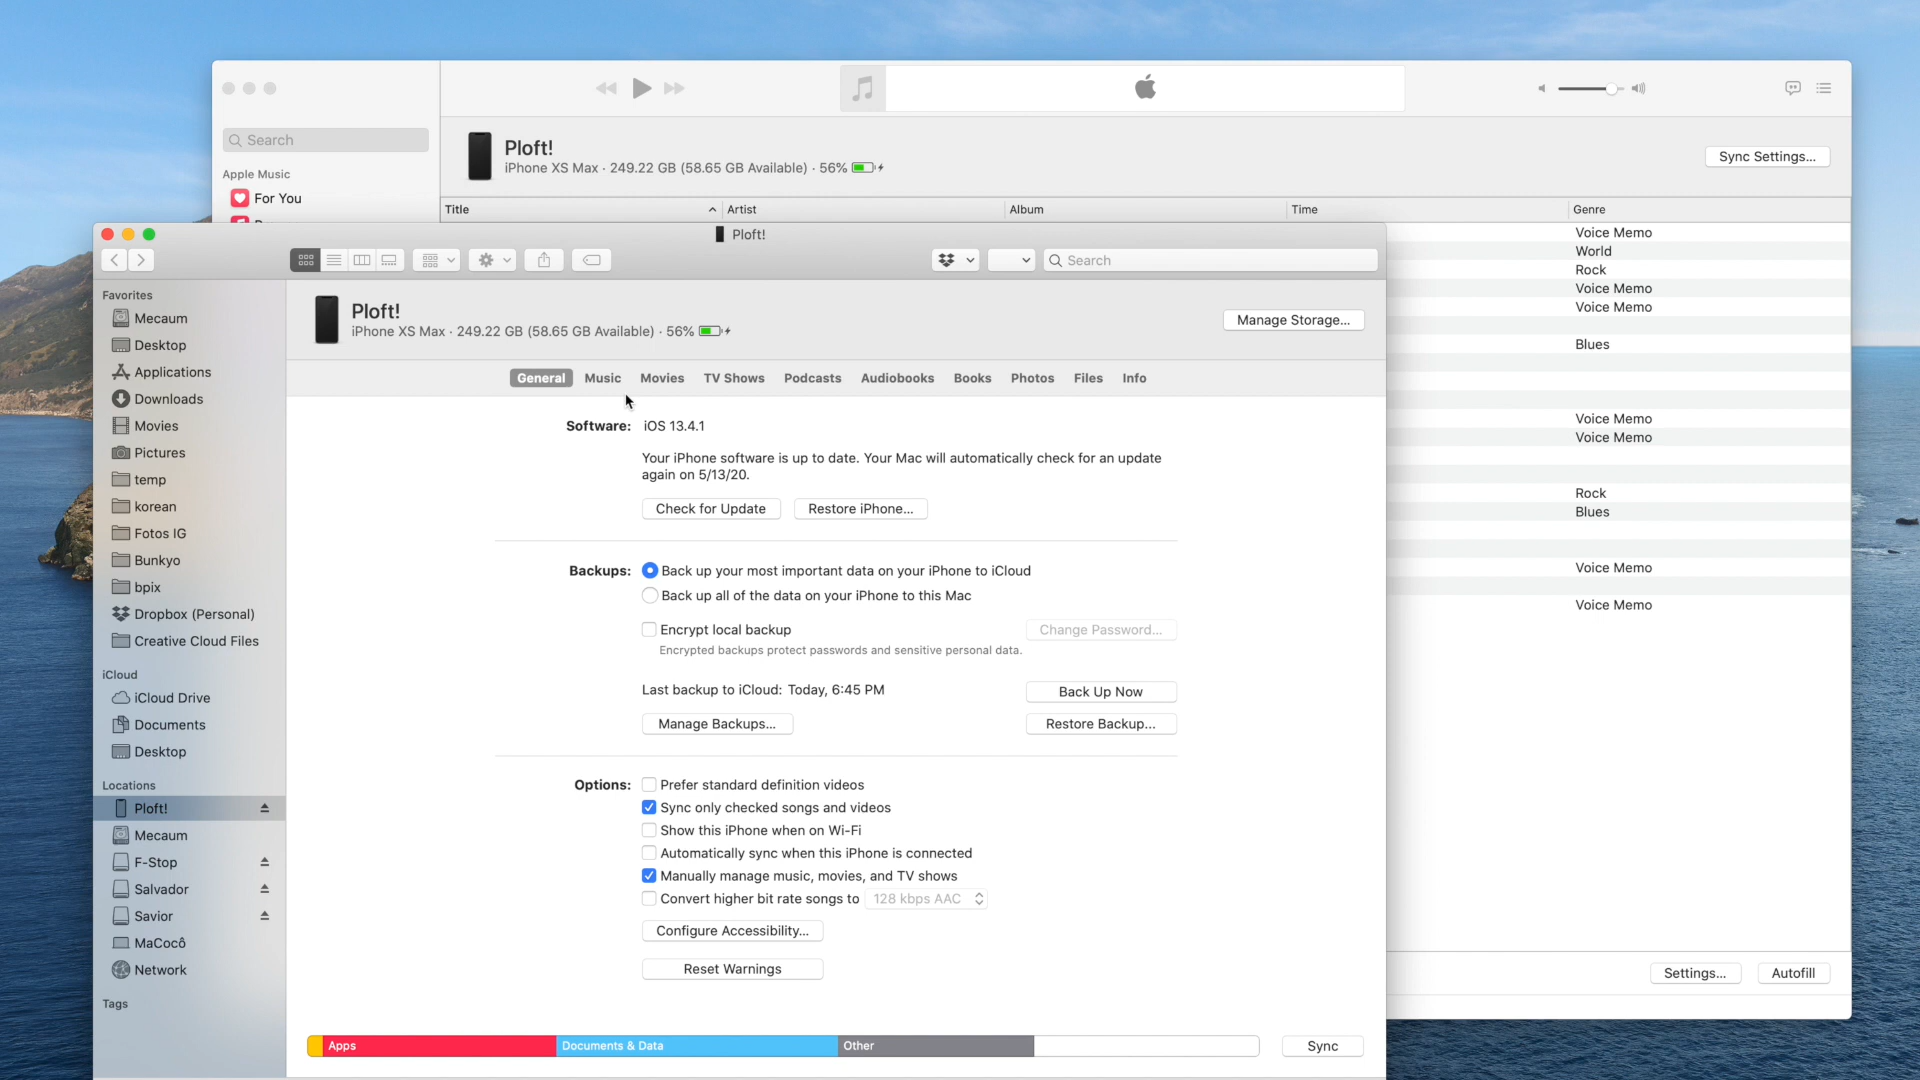 Search
Apple Music
For You
Ploft!
iPhone XS Max · 249.22 GB (58.65 GB Available) · 56%
Sync Settings...
Title
Artist
Album
Time
Genre
Voice Memo
World
Rock
Voice Memo
Voice Memo
Blues
Voice Memo
Voice Memo
Rock
Blues
Voice Memo
Voice Memo
Settings...
Autofill
Ploft!
Search
Favorites
Mecaum
Desktop
Applications
Downloads
Movies
Pictures
temp
korean
Fotos IG
Bunkyo
bpix
Dropbox (Personal)
Creative Cloud Files
iCloud
iCloud Drive
Documents
Desktop
Locations
Ploft!
Mecaum
F-Stop
Salvador
Savior
MaCocô
Network
Tags
Ploft!
iPhone XS Max · 249.22 GB (58.65 GB Available) · 56%
Manage Storage...
General Music Movies TV Shows Podcasts Audiobooks Books Photos Files Info
Software: iOS 13.4.1
Your iPhone software is up to date. Your Mac will automatically check for an update
again on 5/13/20.
Check for Update Restore iPhone...
Backups: Back up your most important data on your iPhone to iCloud
Back up all of the data on your iPhone to this Mac
Encrypt local backup Change Password...
Encrypted backups protect passwords and sensitive personal data.
Last backup to iCloud: Today, 6:45 PM Back Up Now
Manage Backups... Restore Backup...
Options: Prefer standard definition videos
Sync only checked songs and videos
Show this iPhone when on Wi-Fi
Automatically sync when this iPhone is connected
Manually manage music, movies, and TV shows
Convert higher bit rate songs to 128 kbps AAC
Configure Accessibility...
Reset Warnings
Apps Documents & Data Other Sync